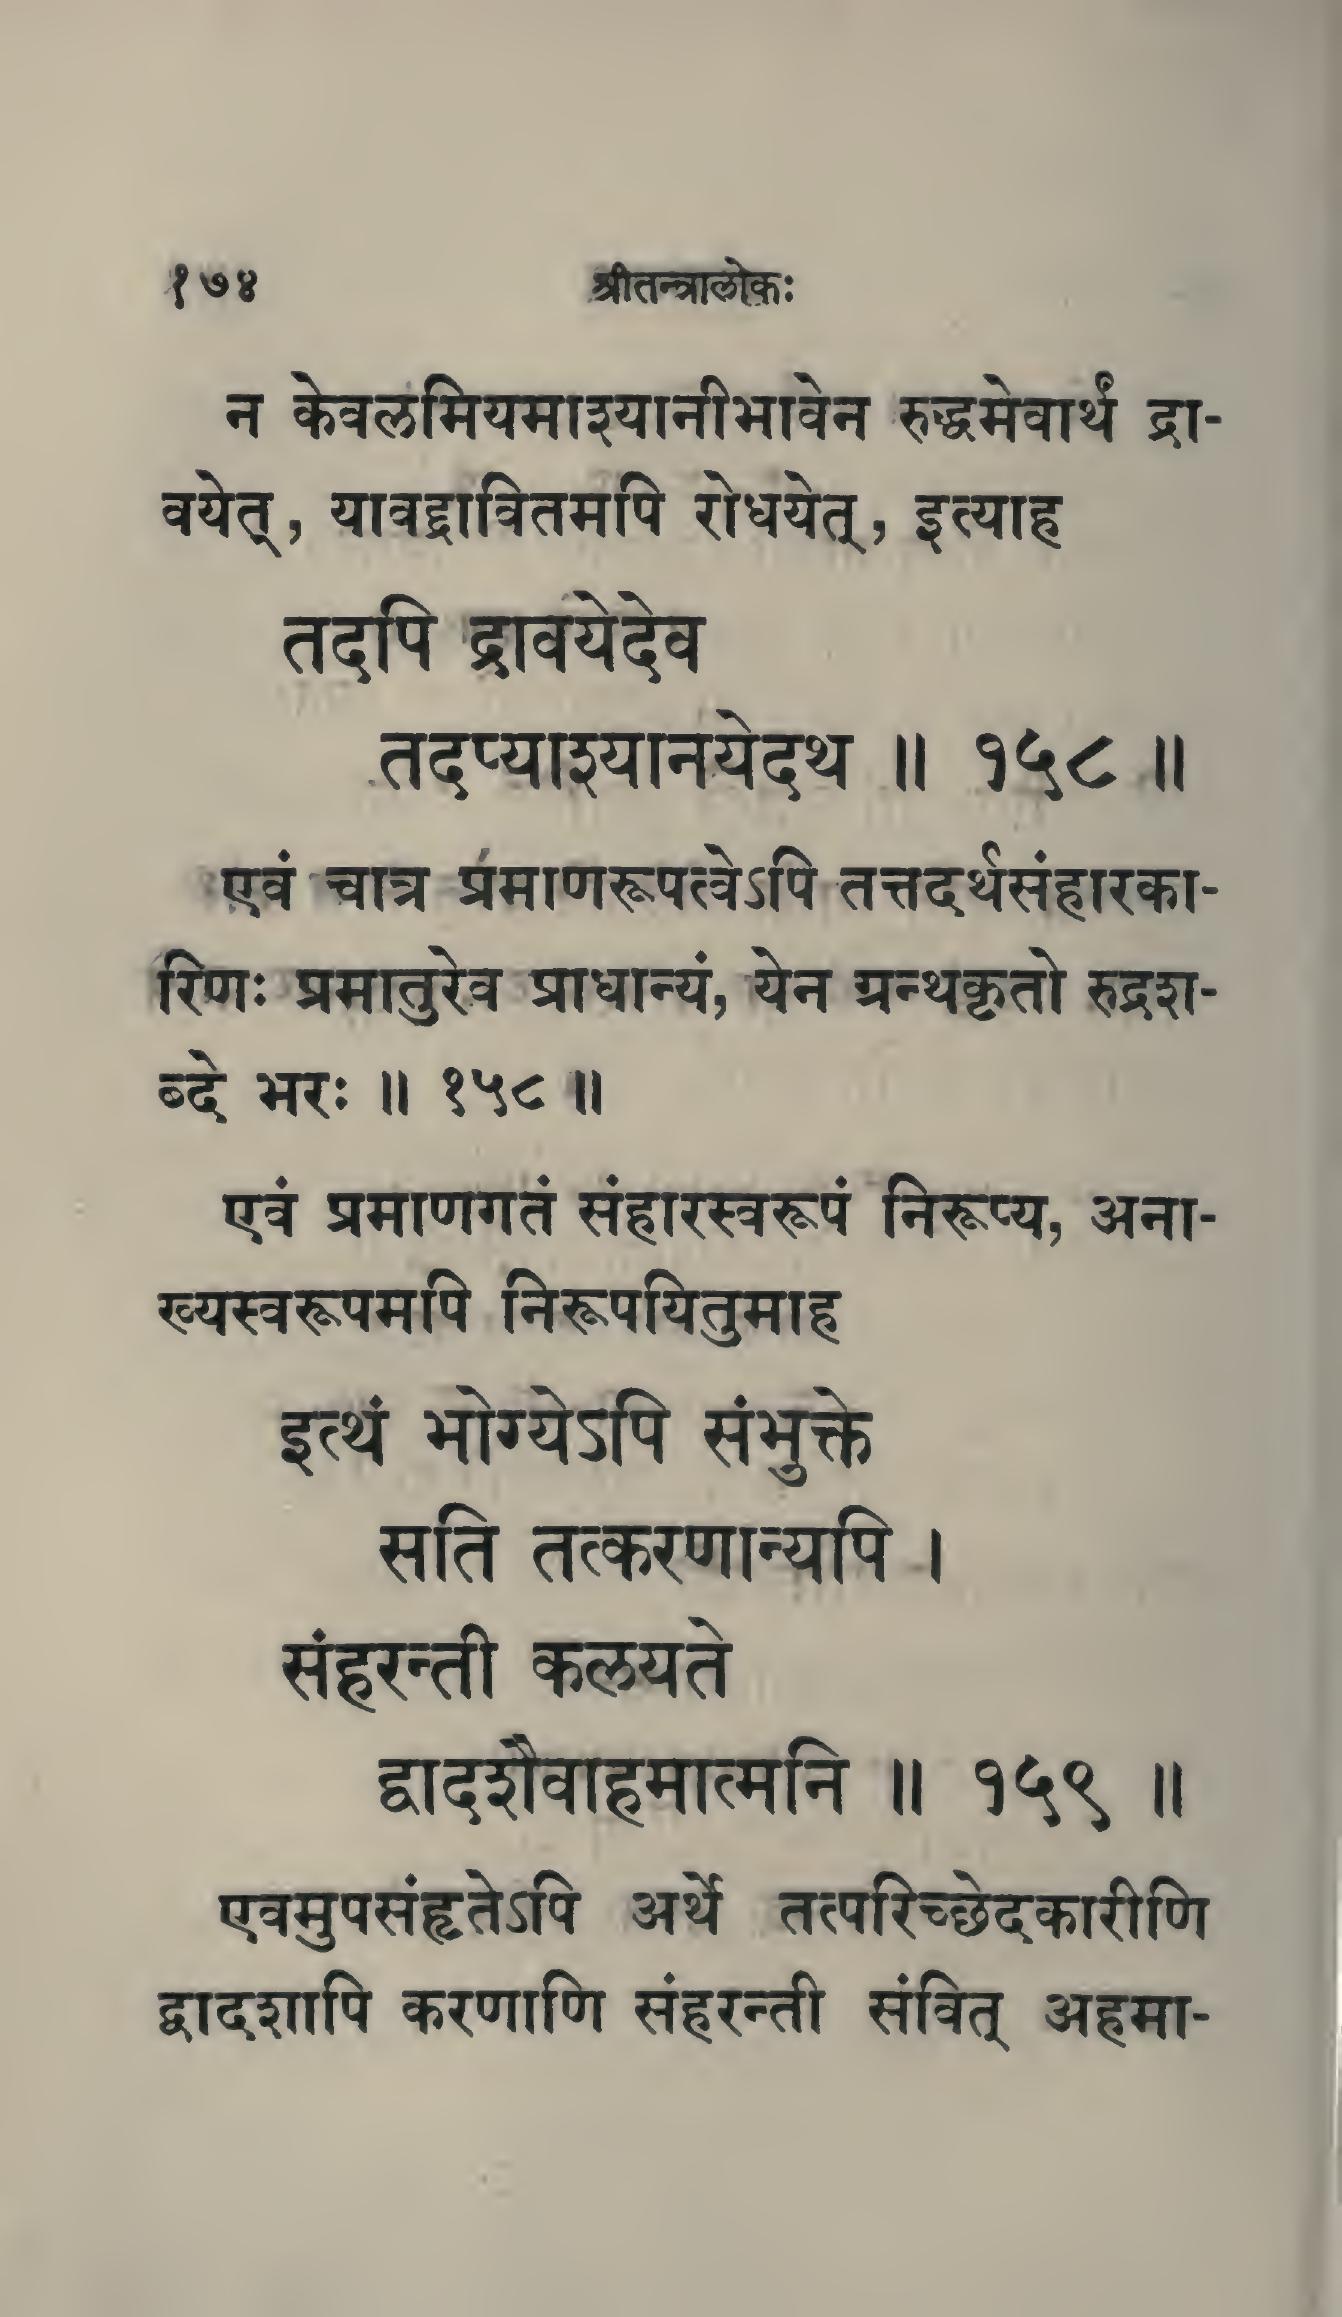 १७४ श्रीतन्त्रालोकः
न केवलमियमाश्यानीभावेन रुद्धमेवार्थं द्रा-
वयेत्, यावद्द्रावितमपि रोधयेत्, इत्याह
तदपि द्रावयेदेव
तदप्याश्यानयेदथ ॥ १५८ ॥
एवं चात्र प्रमाणरूपत्वेऽपि तत्तदर्थसंहारका-
रिणः प्रमातुरेव प्राधान्यं, येन ग्रन्थकृतो रुद्रश-
ब्दे भरः ॥ १५८ ॥
एवं प्रमाणगतं संहारस्वरूपं निरूप्य, अना-
ख्यस्वरूपमपि निरूपयितुमाह
इत्थं भोग्येऽपि संभुक्ते
सति तत्करणान्यपि ।
संहरन्ती कलयते
द्वादशैवाहमात्मनि ॥ १५९ ॥
एवमुपसंहृतेऽपि अर्थे तत्परिच्छेदकारीणि
द्वादशापि करणाणि संहरन्ती संवित् अहमा-